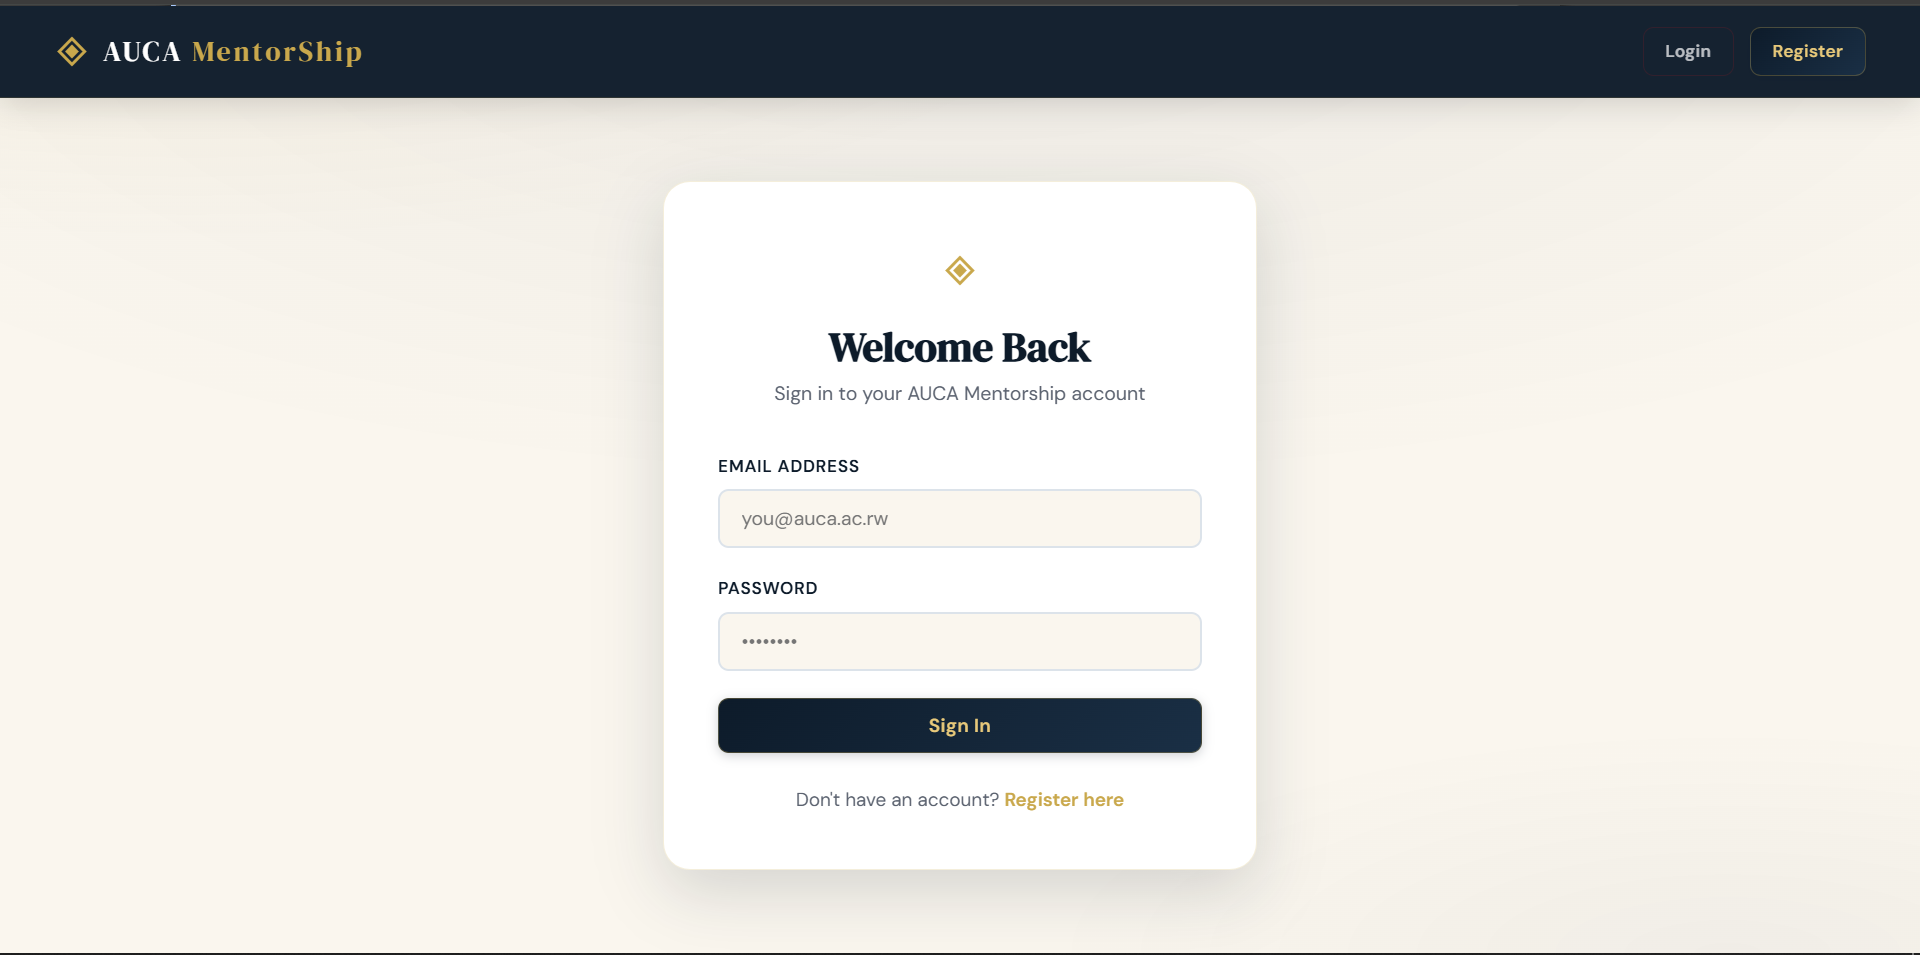 AUCA MentorShip
Login
Register
Welcome Back
Sign in to your AUCA Mentorship account
EMAIL ADDRESS
you@auca.ac.rw
PASSWORD
••••••••
Sign In
Don't have an account? Register here